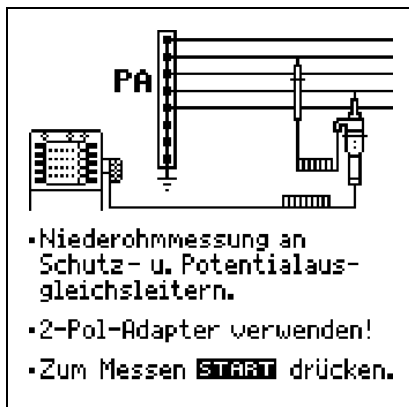 PA
▪Niederohmmessung an
Schutz- u. Potentialaus-
gleichsleitern.
▪2-Pol-Adapter verwenden!
▪Zum Messen START drücken.